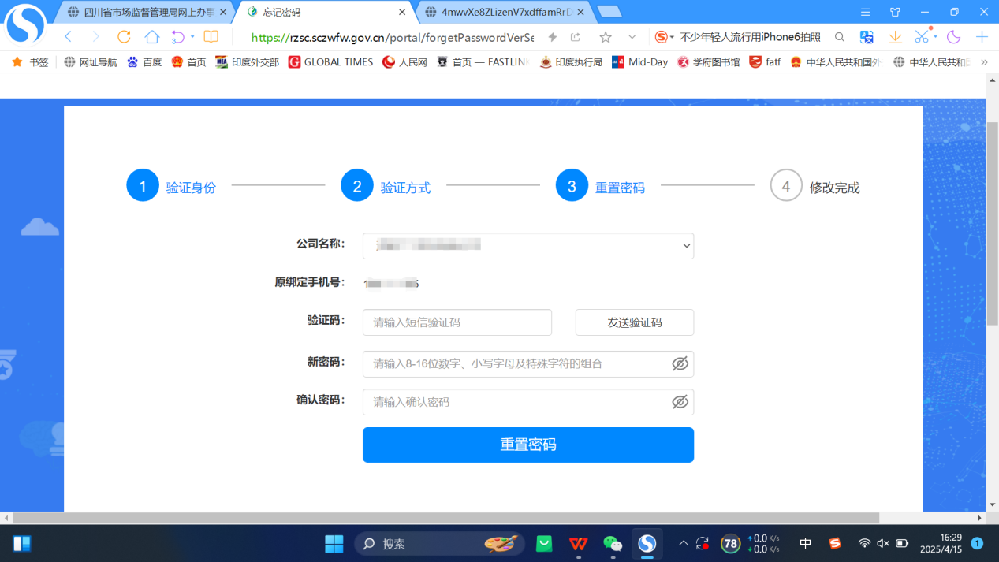 四川省市场监督管理局网上办事
忘记密码
4mwvXe8ZLizenV7xdffamRrD
https://rzsc.sczwfw.gov.cn/portal/forgetPasswordVerSe
不少年轻人流行用iPhone6拍照
书签 网址导航 百度 首页 印度外交部 GLOBAL TIMES 人民网 首页 — FASTLIN 印度执行局 Mid-Day 学府图书馆 fatf 中华人民共和国外 中华人民共和国
1 验证身份 2 验证方式 3 重置密码 4 修改完成
公司名称：
原绑定手机号：
验证码： 请输入短信验证码 发送验证码
新密码： 请输入8-16位数字、小写字母及特殊字符的组合
确认密码： 请输入确认密码
重置密码
搜索
78
↑0.0 K/s
↓0.0 K/s
中
16:29
2025/4/15
1